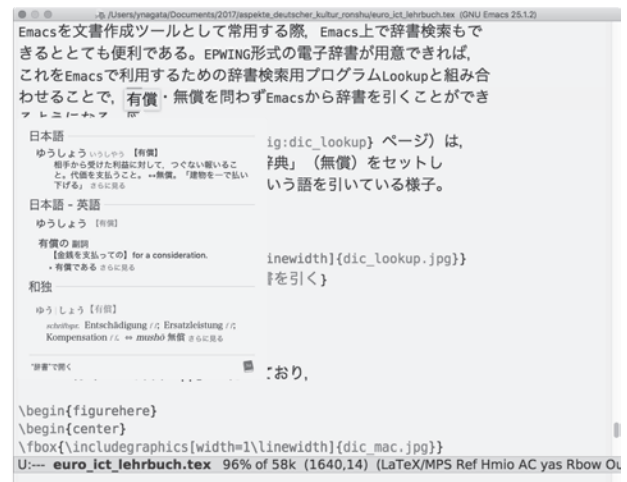 /Users/ynagata/Documents/2017/aspekte_deutscher_kultur_ronshu/euro_ict_lehrbuch.tex (GNU Emacs 25.1.2)
Emacsを文書作成ツールとして常用する際, Emacs上で辞書検索もで
きるととても便利である。EPWING形式の電子辞書が用意できれば,
これをEmacsで利用するための辞書検索用プログラムLookupと組み合
わせることで, 有償・無償を問わずEmacsから辞書を引くことができ
るようになる。
日本語
ゆうしょう いうしやう 【有償】
相手から受けた利益に対して，つぐない報いるこ
と。代価を支払うこと。↔無償。「建物を―で払い
下げる」 さらに見る
日本語 - 英語
ゆうしょう 【有償】
有償の 副詞
【金銭を支払っての】for a consideration.
• 有償である さらに見る
和独
ゆう|しょう【有償】
schriftspr. Entschädigung / f.; Ersatzleistung / f.;
Kompensation / f. ⇔ mushō 無償 さらに見る
"辞書"で開く
ig:dic_lookup} ページ）は,
辞典」（無償）をセットし
いう語を引いている様子。
linewidth]{dic_lookup.jpg}}
書を引く}
ており,
\begin{figurehere}
\begin{center}
\fbox{\includegraphics[width=1\linewidth]{dic_mac.jpg}}
U:--- euro_ict_lehrbuch.tex 96% of 58k (1640,14) (LaTeX/MPS Ref Hmio AC yas Rbow Ou